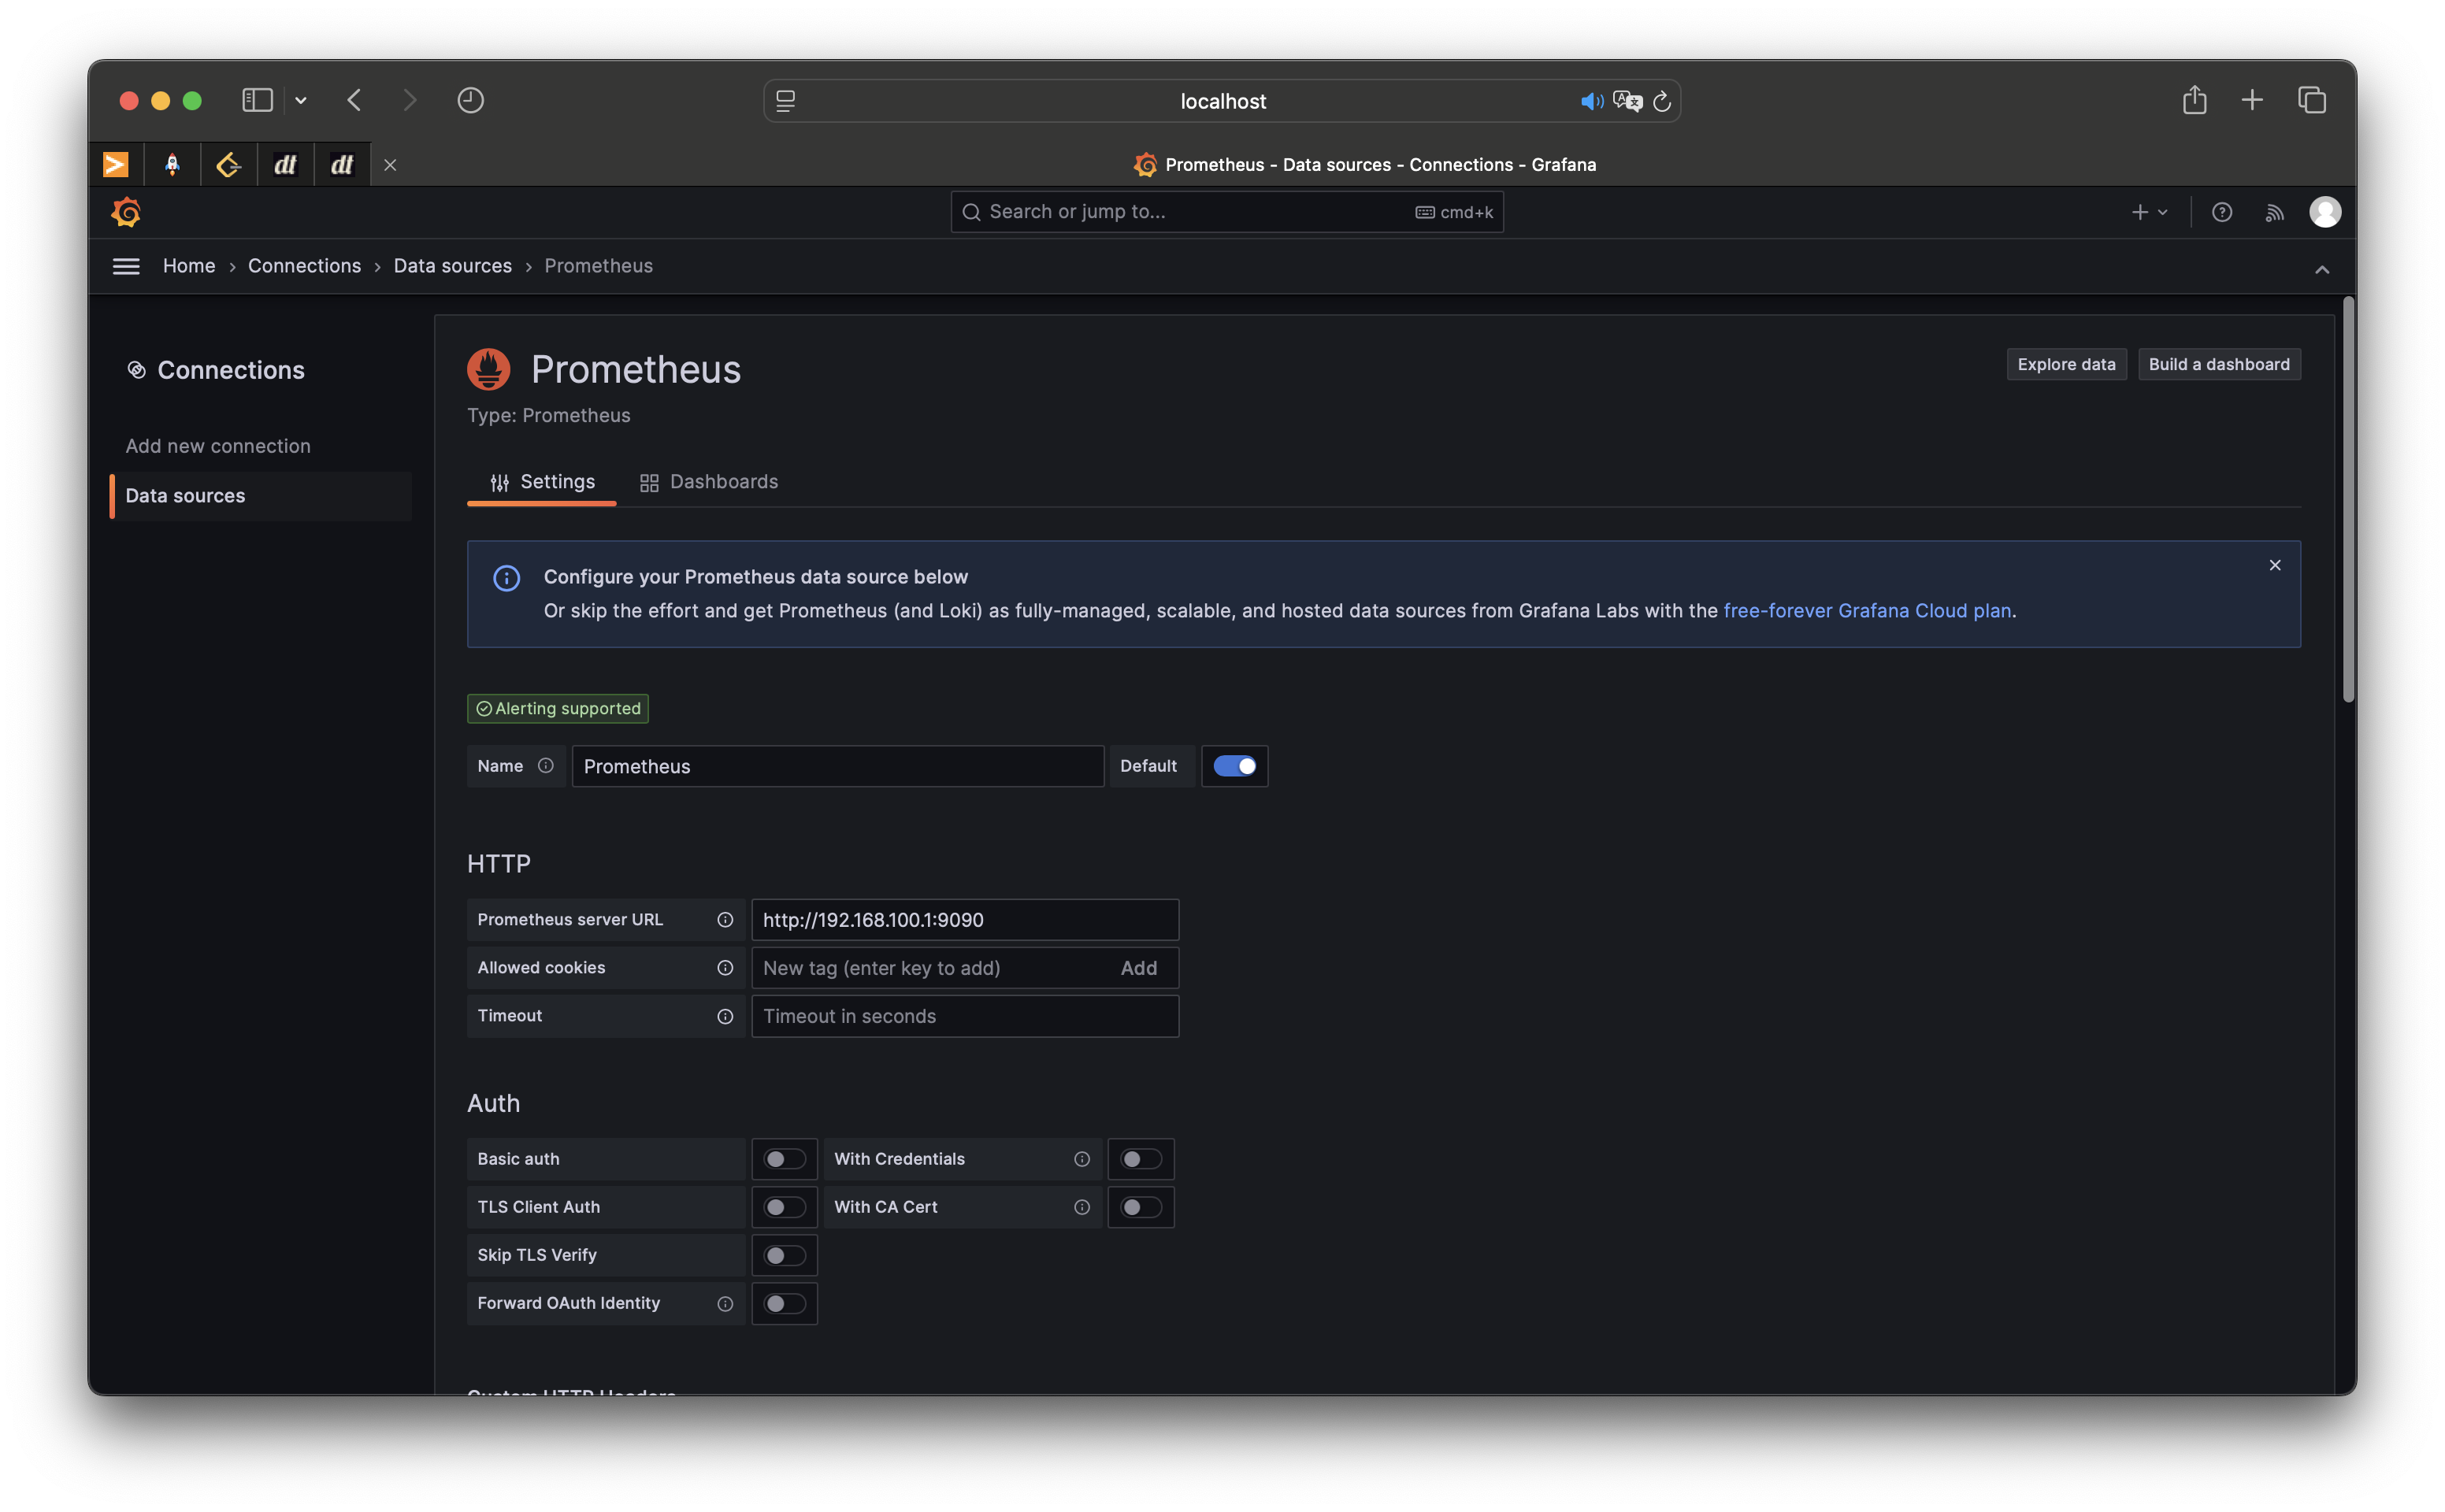 localhost
dt
dt
Prometheus - Data sources - Connections - Grafana
Search or jump to...
cmd+k
Home › Connections › Data sources › Prometheus
Connections
Add new connection
Data sources
Prometheus
Explore data
Build a dashboard
Type: Prometheus
Settings
Dashboards
Configure your Prometheus data source below
Or skip the effort and get Prometheus (and Loki) as fully-managed, scalable, and hosted data sources from Grafana Labs with the free-forever Grafana Cloud plan.
Alerting supported
Name
Prometheus
Default
HTTP
Prometheus server URL
http://192.168.100.1:9090
Allowed cookies
New tag (enter key to add)
Add
Timeout
Timeout in seconds
Auth
Basic auth
With Credentials
TLS Client Auth
With CA Cert
Skip TLS Verify
Forward OAuth Identity
Custom HTTP Headers